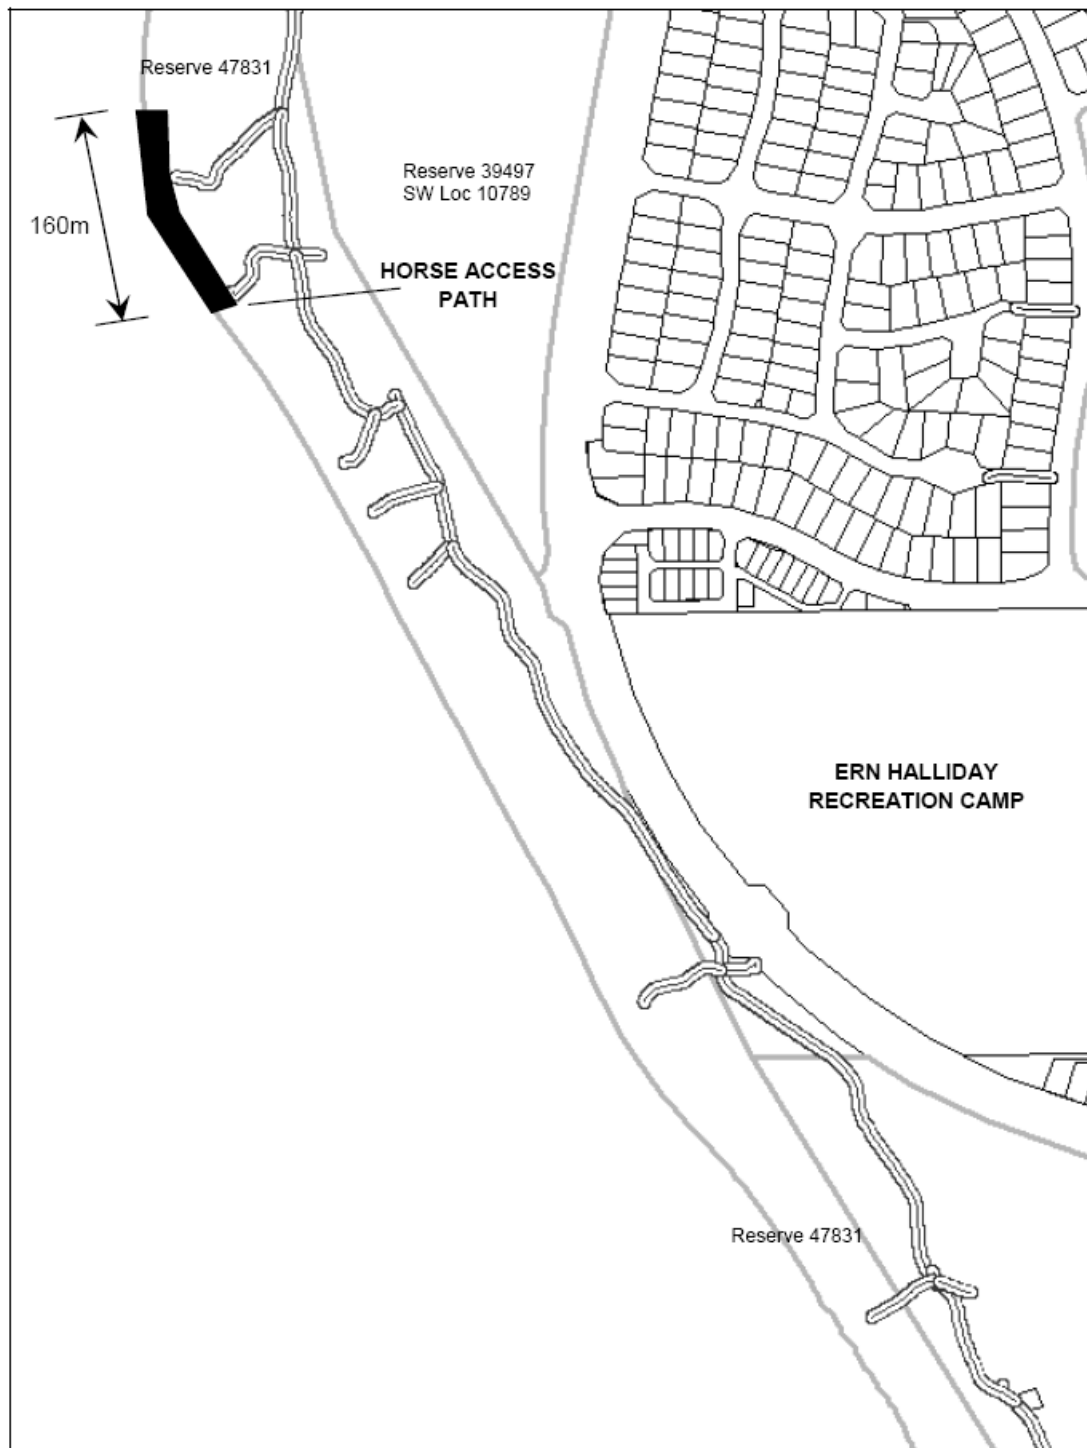 Reserve 47831
Reserve 39497
SW Loc 10789
160m
HORSE ACCESS
PATH
ERN HALLIDAY
RECREATION CAMP
Reserve 47831